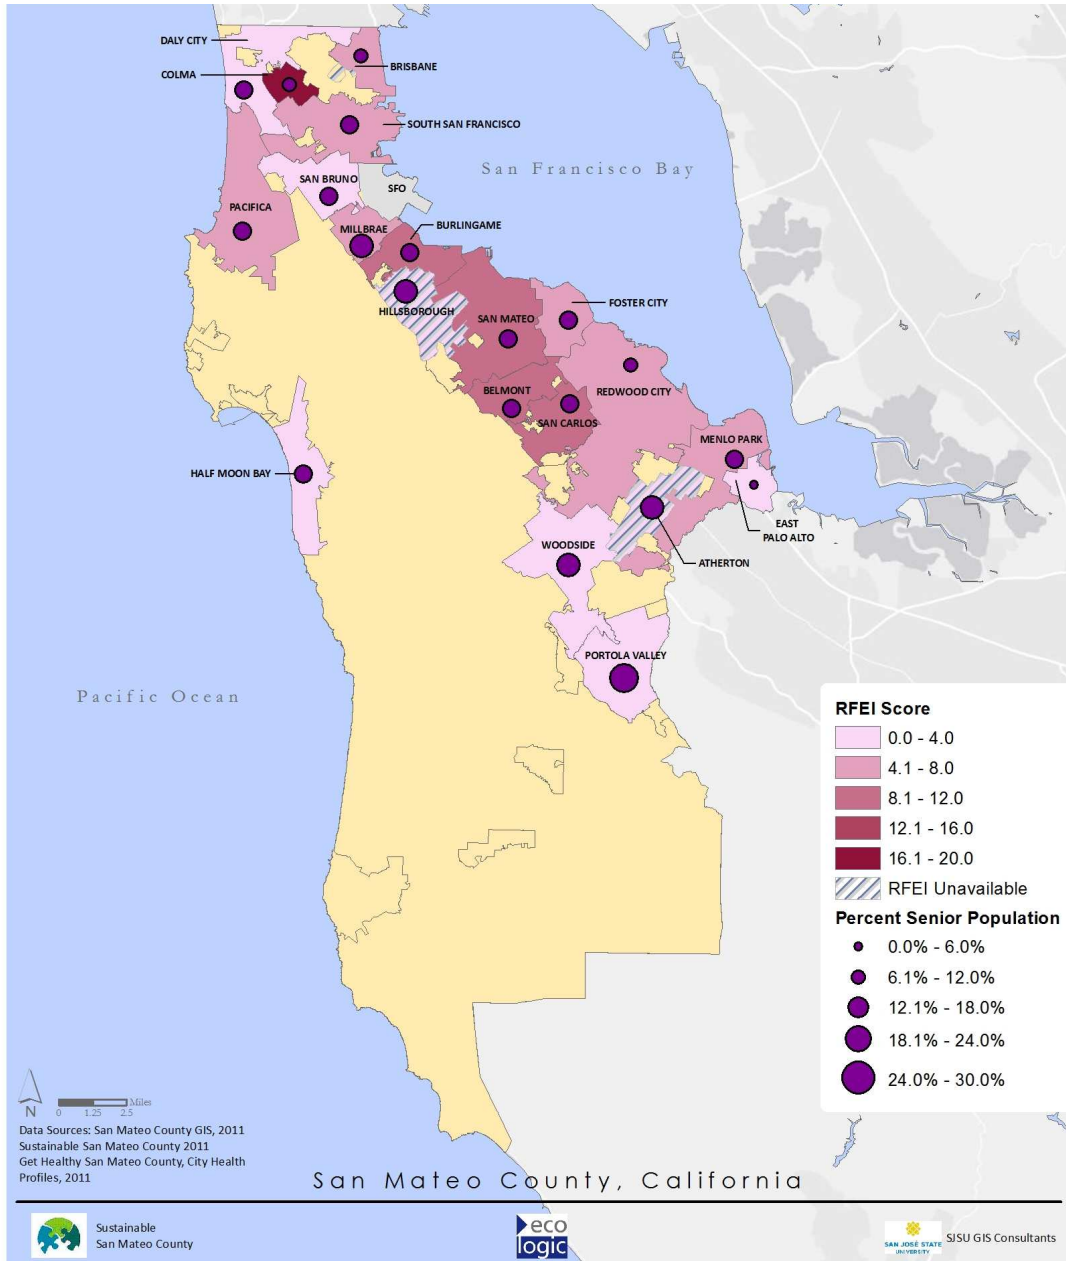 DALY CITY
COLMA
BRISBANE
SOUTH SAN FRANCISCO
San Francisco Bay
SAN BRUNO
SFO
PACIFICA
MILLBRAE
BURLINGAME
HILLSBOROUGH
SAN MATEO
FOSTER CITY
BELMONT
SAN CARLOS
REDWOOD CITY
MENLO PARK
HALF MOON BAY
EAST
PALO ALTO
WOODSIDE
ATHERTON
PORTOLA VALLEY
Pacific Ocean
RFEI Score
0.0 - 4.0
4.1 - 8.0
8.1 - 12.0
12.1 - 16.0
16.1 - 20.0
RFEI Unavailable
Percent Senior Population
0.0% - 6.0%
6.1% - 12.0%
12.1% - 18.0%
18.1% - 24.0%
24.0% - 30.0%
N
Miles
0 1.25 2.5
Data Sources: San Mateo County GIS, 2011
Sustainable San Mateo County 2011
Get Healthy San Mateo County, City Health
Profiles, 2011
San Mateo County, California
Sustainable
San Mateo County
eco
logic
SAN JOSÉ STATE
UNIVERSITY
SJSU GIS Consultants